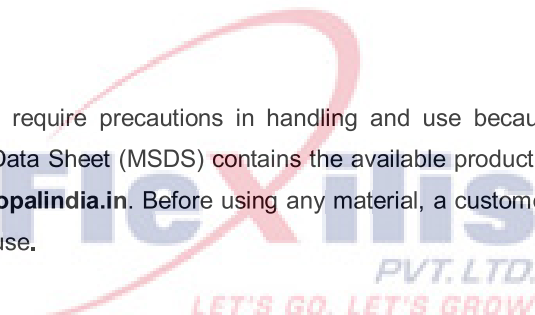 require precautions in handling and use becau
Data Sheet (MSDS) contains the available product
opalindia.in. Before using any material, a custome
use.
Flexilis
PVT. LTD.
LET'S GO, LET'S GROW